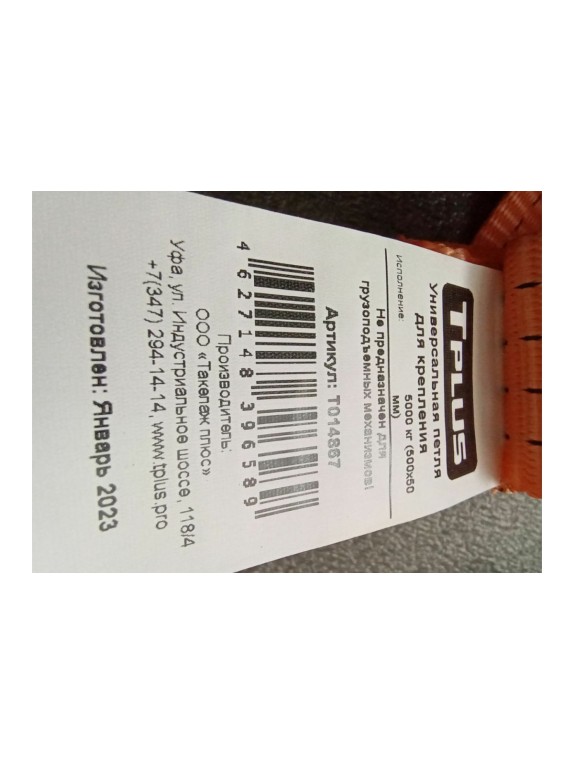 TPLUS
Универсальная петля
для крепления
Исполнение:
5000 кг (500х50
мм)
Не предназначен для
грузоподъемных механизмов!
Артикул: T014867
4 627148 396589
Производитель:
ООО «Такелаж плюс»
Уфа, ул. Индустриальное шоссе, 118/4
+7(347) 294-14-14, www.tplus.pro
Изготовлен: Январь 2023